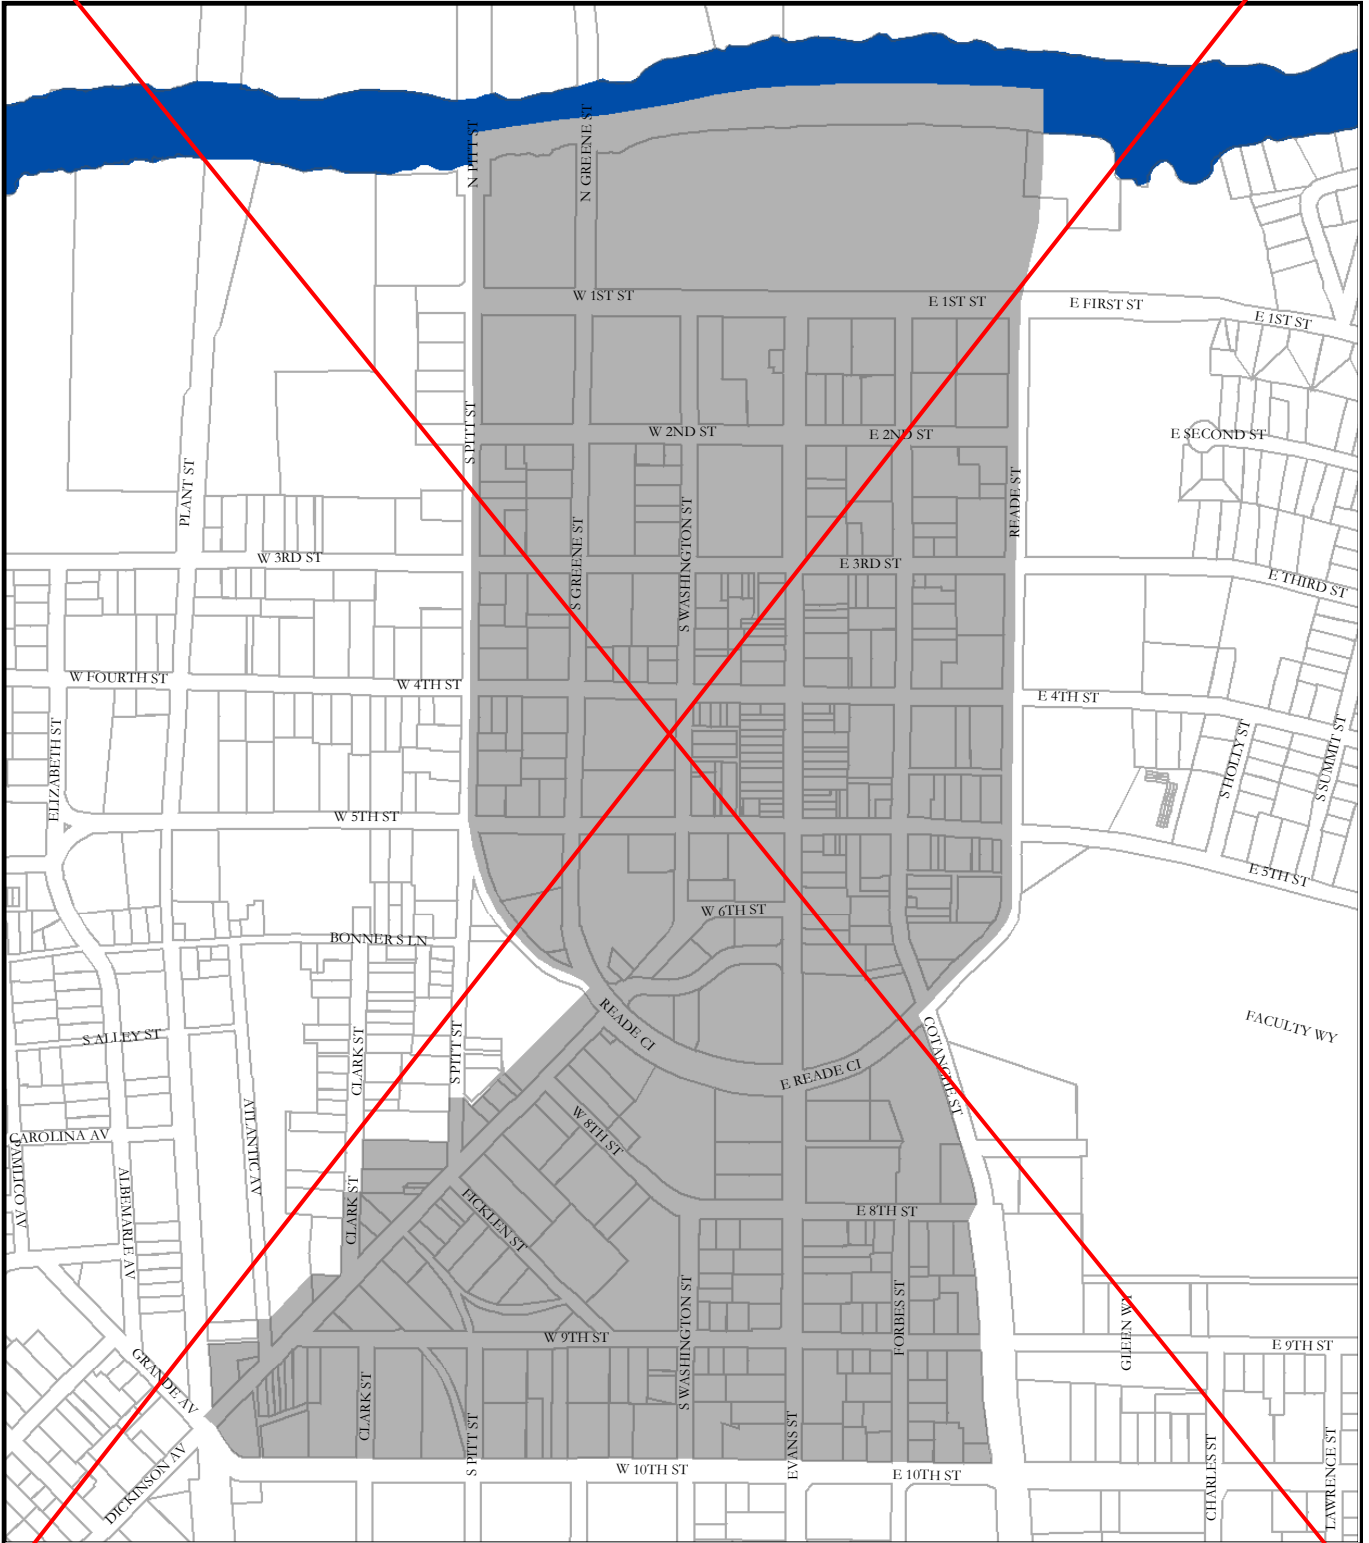 N PITT ST
N GREENE ST
W 1ST ST
E 1ST ST
E FIRST ST
E 1ST ST
S PITT ST
W 2ND ST
E 2ND ST
E SECOND ST
PLANT ST
READE ST
S GREENE ST
S WASHINGTON ST
W 3RD ST
E 3RD ST
E THIRD ST
W FOURTH ST
W 4TH ST
E 4TH ST
ELIZABETH ST
S HOLLY ST
S SUMMIT ST
W 5TH ST
E 5TH ST
W 6TH ST
BONNERS LN
READE CI
FACULTY WY
S ALLEY ST
CLARK ST
S PITT ST
E READE CI
COTANCHE ST
ATLANTIC AV
W 8TH ST
CAROLINA AV
PAMLICO AV
ALBEMARLE AV
CLARK ST
FICKLEN ST
E 8TH ST
S WASHINGTON ST
FORBES ST
GLEEN WY
W 9TH ST
E 9TH ST
GRANDE AV
CLARK ST
S PITT ST
EVANS ST
DICKINSON AV
W 10TH ST
E 10TH ST
CHARLES ST
LAWRENCE ST